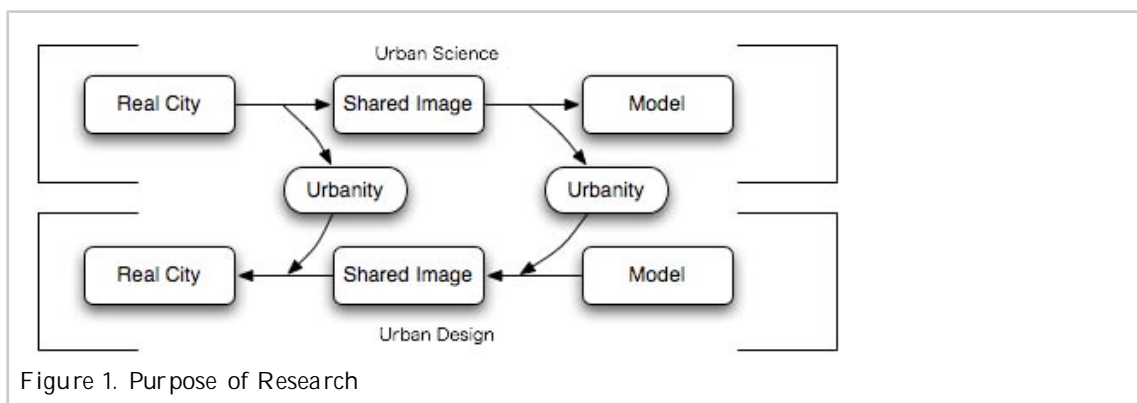 Urban Science
Real City Shared Image Model
Urbanity Urbanity
Real City Shared Image Model
Urban Design
Figure 1. Purpose of Research